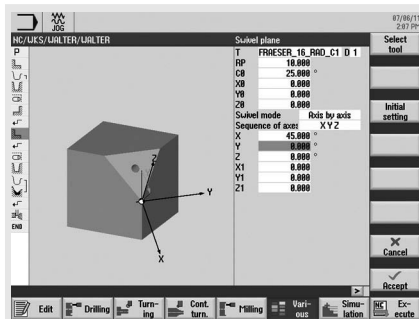 JOG
07/06/11
2:07 PM
NC/WKS/WALTER/WALTER
Swivel plane
Select tool
P
T FRAESER_16_RAD_C1 D 1
RP 10.000
C0 25.000 °
X0 0.000
Y0 0.000
Z0 0.000
Swivel mode Axis by axis
Sequence of axes X Y Z
Initial setting
X 45.000 °
Y 0.000 °
Z 0.000 °
X1 0.000
Y1 0.000
Z1 0.000
Z
Y
X
END
Cancel
Accept
>
Edit
Drilling
Turn-ing
Cont. turn.
Milling
Vari-ous
Simu-lation
NC
Ex-ecute